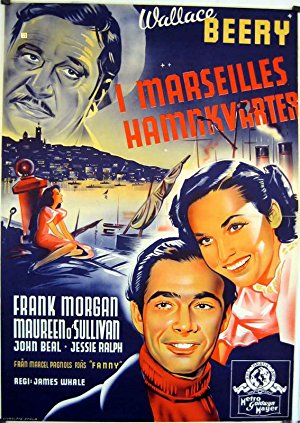 Wallace
BEERY
I MARSEILLES
HAMNKVARTER
FRANK MORGAN
MAUREEN O'SULLIVAN
JOHN BEAL · JESSIE RALPH
FRÅN MARCEL PAGNOLS PJÄS "FANNY"
REGI: JAMES WHALE
Metro
Goldwyn
Mayer